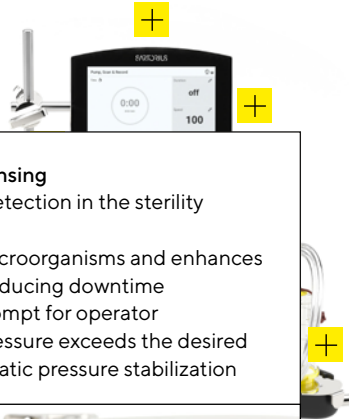 SARTORIUS
Pump, Scan & Record
0:00
off
100
nsing
etection in the sterility
croorganisms and enhances
ducing downtime
ompt for operator
essure exceeds the desired
atic pressure stabilization